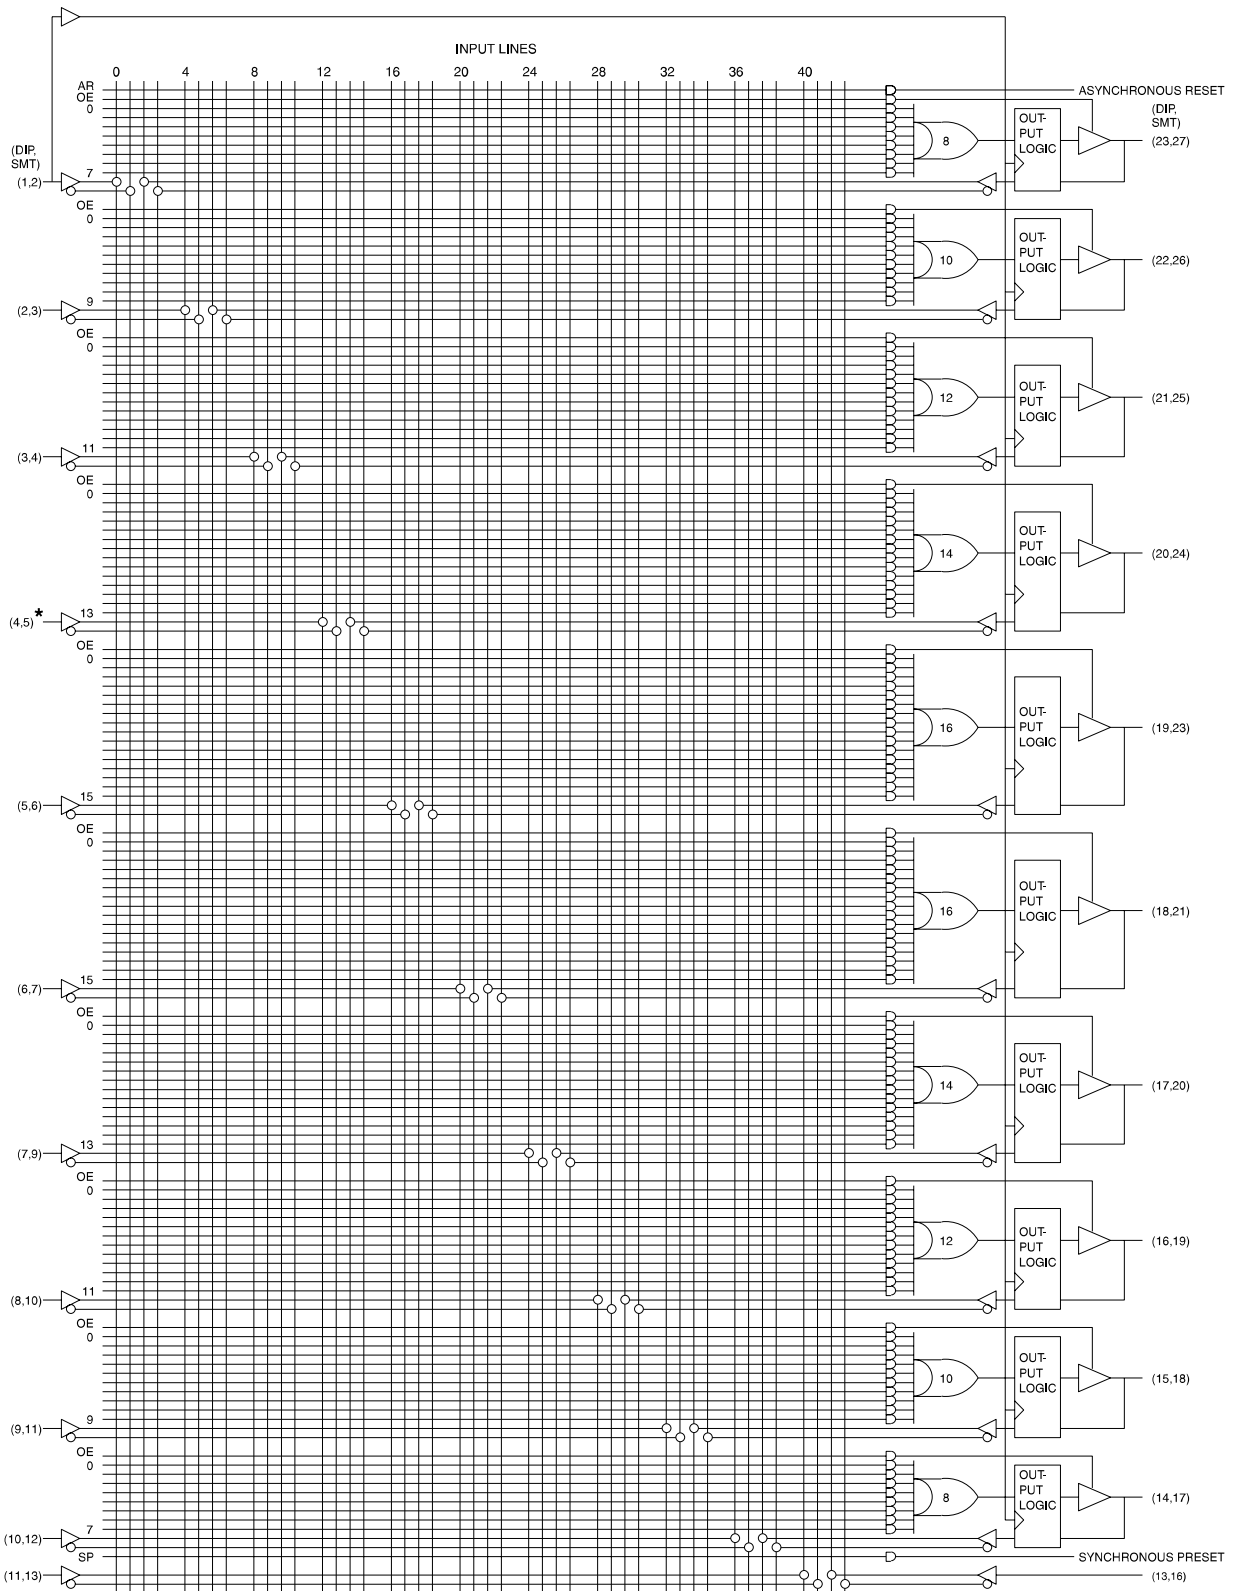 INPUT LINES
0 4 8 12 16 20 24 28 32 36 40
AR
ASYNCHRONOUS RESET
OE
0
(DIP,
SMT)
OUT-
PUT
LOGIC
8
(23,27)
(DIP,
SMT)
7
(1,2)
OE
0
OUT-
PUT
LOGIC
10
(22,26)
9
(2,3)
OE
0
OUT-
PUT
LOGIC
12
(21,25)
11
(3,4)
OE
0
OUT-
PUT
LOGIC
14
(20,24)
13
(4,5)*
OE
0
OUT-
PUT
LOGIC
16
(19,23)
15
(5,6)
OE
0
OUT-
PUT
LOGIC
16
(18,21)
15
(6,7)
OE
0
OUT-
PUT
LOGIC
14
(17,20)
13
(7,9)
OE
0
OUT-
PUT
LOGIC
12
(16,19)
11
(8,10)
OE
0
OUT-
PUT
LOGIC
10
(15,18)
9
(9,11)
OE
0
OUT-
PUT
LOGIC
8
(14,17)
7
(10,12)
SP
SYNCHRONOUS PRESET
(11,13)
(13,16)